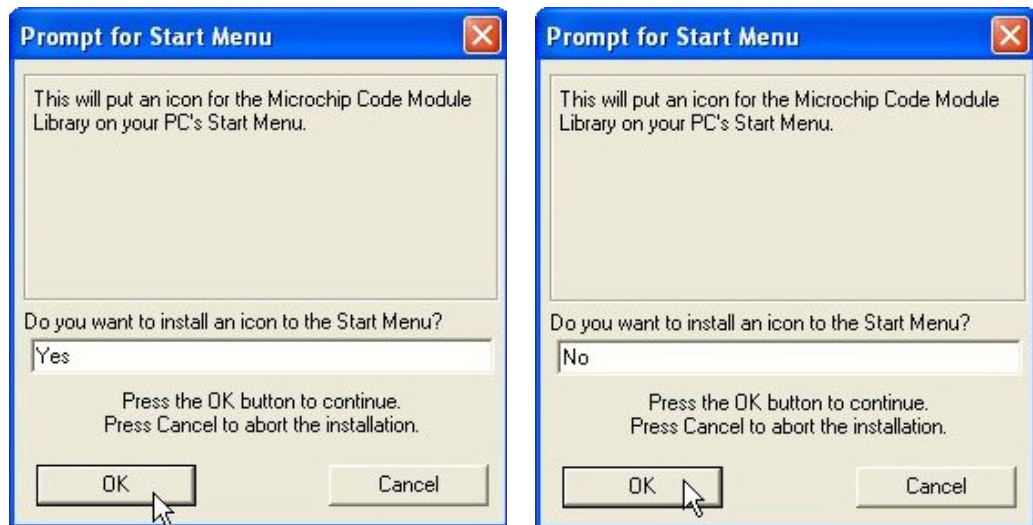 Prompt for Start Menu
This will put an icon for the Microchip Code Module
Library on your PC's Start Menu.
Do you want to install an icon to the Start Menu?
Yes
Press the OK button to continue.
Press Cancel to abort the installation.
OK
Cancel
Prompt for Start Menu
This will put an icon for the Microchip Code Module
Library on your PC's Start Menu.
Do you want to install an icon to the Start Menu?
No
Press the OK button to continue.
Press Cancel to abort the installation.
OK
Cancel